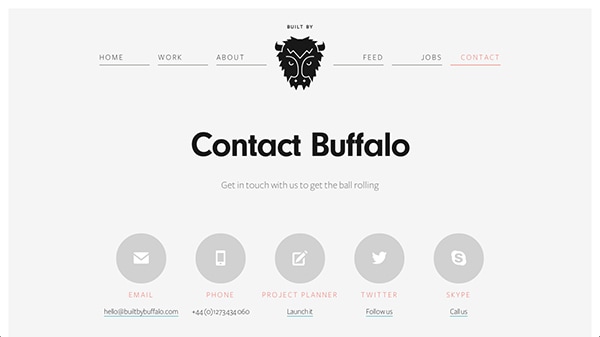 BUILT BY
HOME WORK ABOUT FEED JOBS CONTACT
Contact Buffalo
Get in touch with us to get the ball rolling
EMAIL PHONE PROJECT PLANNER TWITTER SKYPE
hello@builtbybuffalo.com +44 (0)1273 434 060 Launch it Follow us Call us